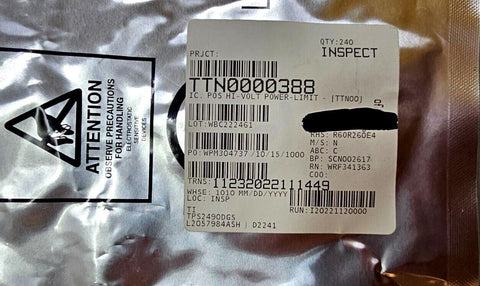 ATTENTION
OBSERVE PRECAUTIONS
FOR HANDLING
ELECTROSTATIC
SENSITIVE
DEVICES
PRJCT:
QTY:240
INSPECT
TTN0000388
IC. POS HI-VOLT POWER-LIMIT - [TTNOO]
LOT:WBC222461
RHS: R60R260E4
M/S: N
PO:WPM304737 / 10/15/1000
ABC: C
BP: SCN002617
RN: WRF341363
COO:
TRNS:11232022111449
WHSE: 1010 MM/DD/YYYY
LOC: INSP
RUN:I20221120000
TI
TPS2490DGS
L2057984ASH | D2241